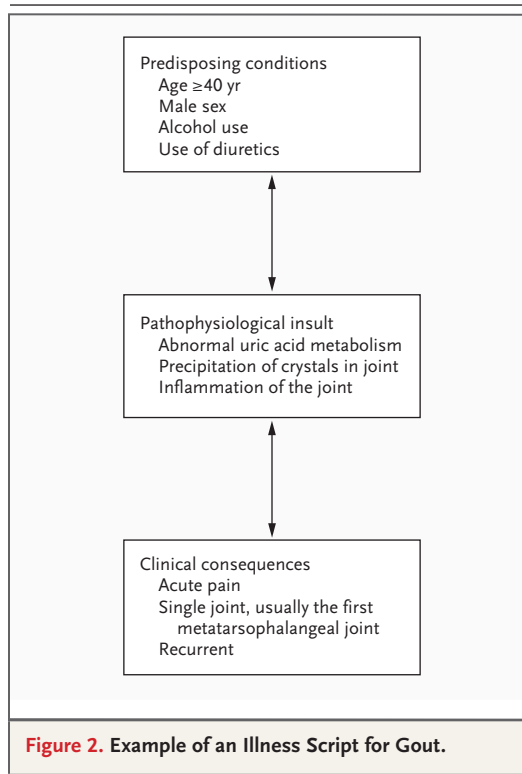 Predisposing conditions
Age ≥40 yr
Male sex
Alcohol use
Use of diuretics
Pathophysiological insult
Abnormal uric acid metabolism
Precipitation of crystals in joint
Inflammation of the joint
Clinical consequences
Acute pain
Single joint, usually the first
metatarsophalangeal joint
Recurrent
Figure 2. Example of an Illness Script for Gout.